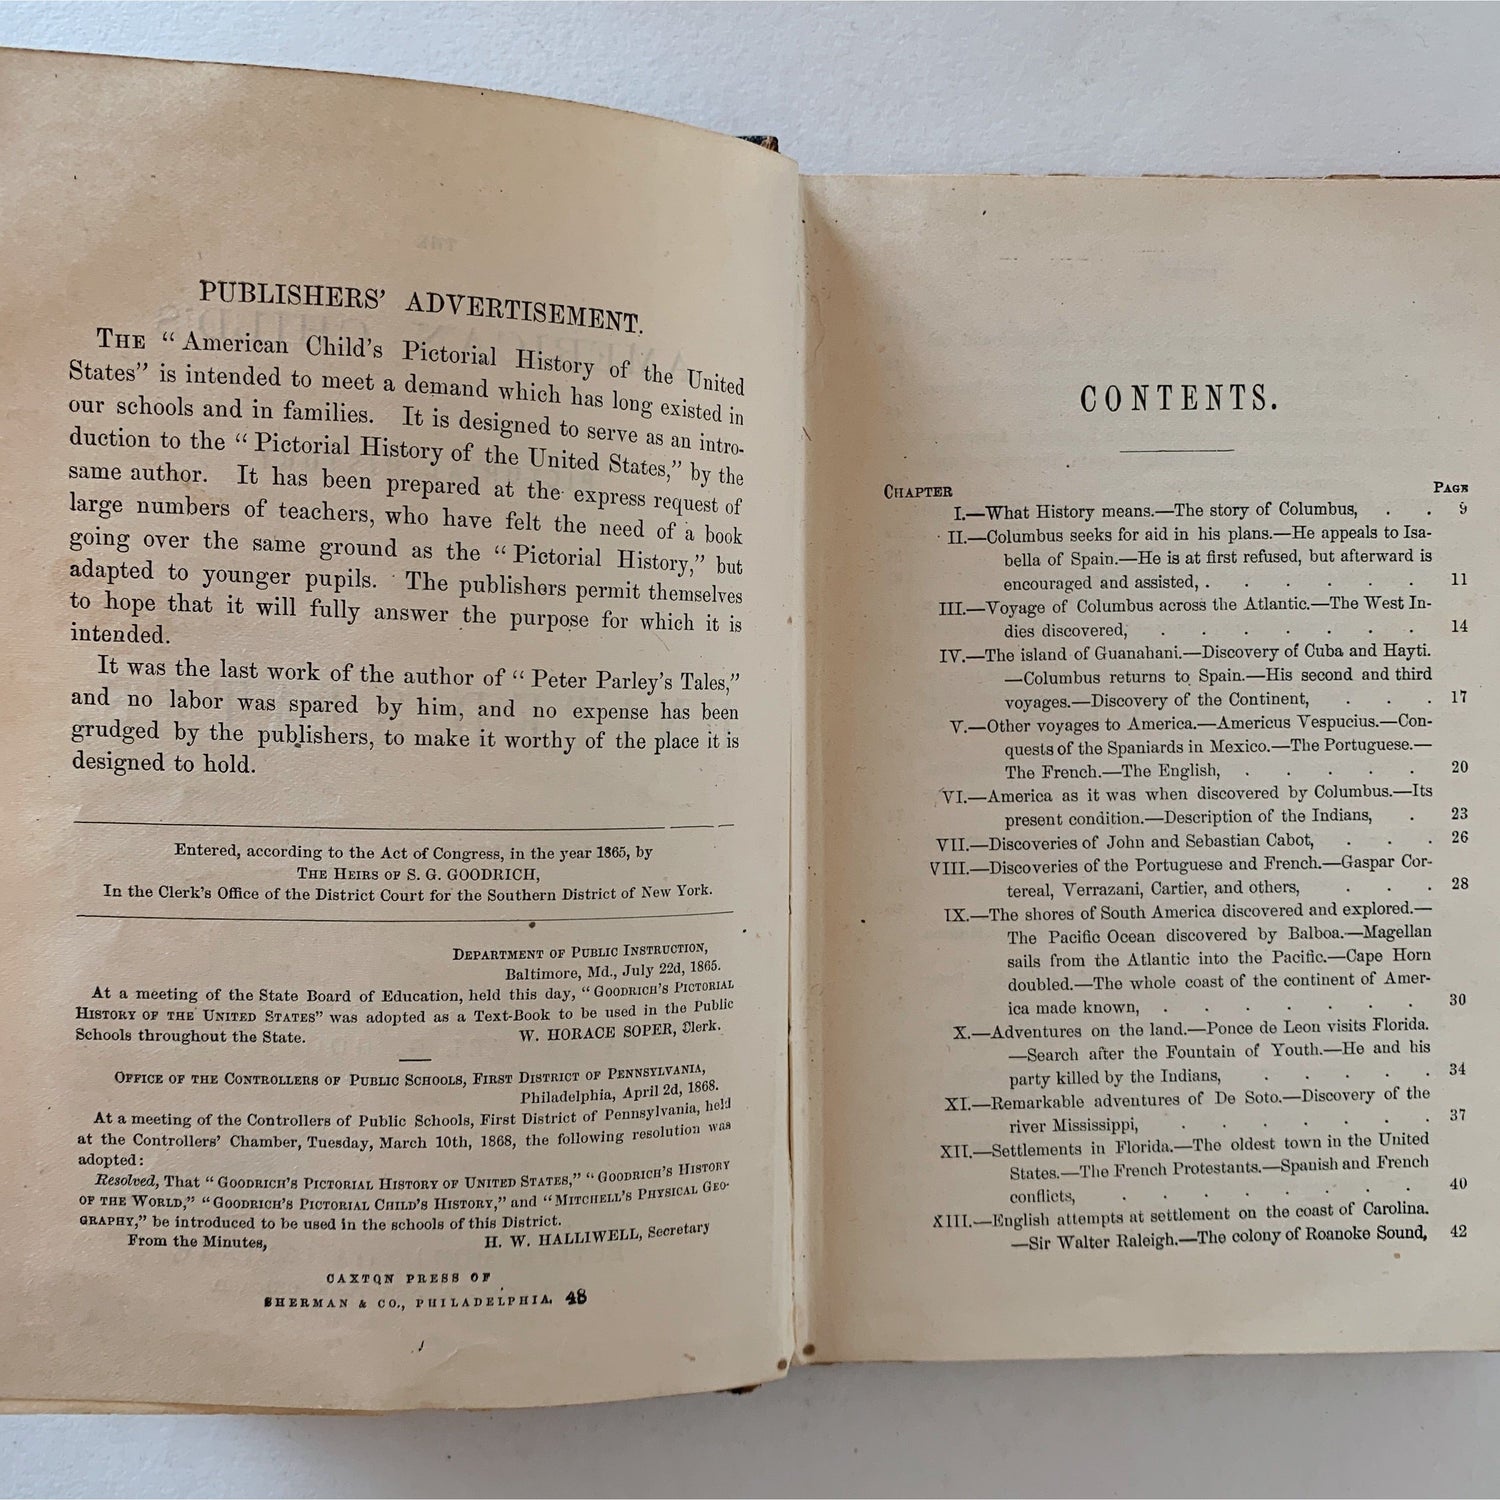 PUBLISHERS' ADVERTISEMENT.
THE “American Child's Pictorial History of the United
States” is intended to meet a demand which has long existed in
our schools and in families. It is designed to serve as an intro-
duction to the “Pictorial History of the United States,” by the
same author. It has been prepared at the express request of
large numbers of teachers, who have felt the need of a book
going over the same ground as the “Pictorial History,” but
adapted to younger pupils. The publishers permit themselves
to hope that it will fully answer the purpose for which it is
intended.
It was the last work of the author of “Peter Parley's Tales,”
and no labor was spared by him, and no expense has been
grudged by the publishers, to make it worthy of the place it is
designed to hold.
Entered, according to the Act of Congress, in the year 1865, by
THE HEIRS OF S. G. GOODRICH,
In the Clerk's Office of the District Court for the Southern District of New York.
DEPARTMENT OF PUBLIC INSTRUCTION,
Baltimore, Md., July 22d, 1865.
At a meeting of the State Board of Education, held this day, “GOODRICH'S PICTORIAL
HISTORY OF THE UNITED STATES” was adopted as a Text-Book to be used in the Public
Schools throughout the State. W. HORACE SOPER, Clerk.
OFFICE OF THE CONTROLLERS OF PUBLIC SCHOOLS, FIRST DISTRICT OF PENNSYLVANIA,
Philadelphia, April 2d, 1868.
At a meeting of the Controllers of Public Schools, First District of Pennsylvania, held
at the Controllers' Chamber, Tuesday, March 10th, 1868, the following resolution was
adopted:
Resolved, That “GOODRICH'S PICTORIAL HISTORY OF UNITED STATES,” “GOODRICH'S HISTORY
OF THE WORLD,” “GOODRICH'S PICTORIAL CHILD'S HISTORY,” and “MITCHELL'S PHYSICAL GEO-
GRAPHY,” be introduced to be used in the schools of this District.
From the Minutes, H. W. HALLIWELL, Secretary
CAXTON PRESS OF
SHERMAN & CO., PHILADELPHIA. 48
CONTENTS.
CHAPTER PAGE
I.—What History means.—The story of Columbus, . . 9
II.—Columbus seeks for aid in his plans.—He appeals to Isa-
bella of Spain.—He is at first refused, but afterward is
encouraged and assisted, . . . . . . 11
III.—Voyage of Columbus across the Atlantic.—The West In-
dies discovered, . . . . . . . 14
IV.—The island of Guanahani.—Discovery of Cuba and Hayti.
—Columbus returns to Spain.—His second and third
voyages.—Discovery of the Continent, . . . 17
V.—Other voyages to America.—Americus Vespucius.—Con-
quests of the Spaniards in Mexico.—The Portuguese.—
The French.—The English, . . . . . 20
VI.—America as it was when discovered by Columbus.—Its
present condition.—Description of the Indians, . 23
VII.—Discoveries of John and Sebastian Cabot, . . . 26
VIII.—Discoveries of the Portuguese and French.—Gaspar Cor-
tereal, Verrazani, Cartier, and others, . . . 28
IX.—The shores of South America discovered and explored.—
The Pacific Ocean discovered by Balboa.—Magellan
sails from the Atlantic into the Pacific.—Cape Horn
doubled.—The whole coast of the continent of Amer-
ica made known, . . . . . . . 30
X.—Adventures on the land.—Ponce de Leon visits Florida.
—Search after the Fountain of Youth.—He and his
party killed by the Indians, . . . . . 34
XI.—Remarkable adventures of De Soto.—Discovery of the
river Mississippi, . . . . . . . 37
XII.—Settlements in Florida.—The oldest town in the United
States.—The French Protestants.—Spanish and French
conflicts, . . . . . . . . 40
XIII.—English attempts at settlement on the coast of Carolina.
—Sir Walter Raleigh.—The colony of Roanoke Sound, 42